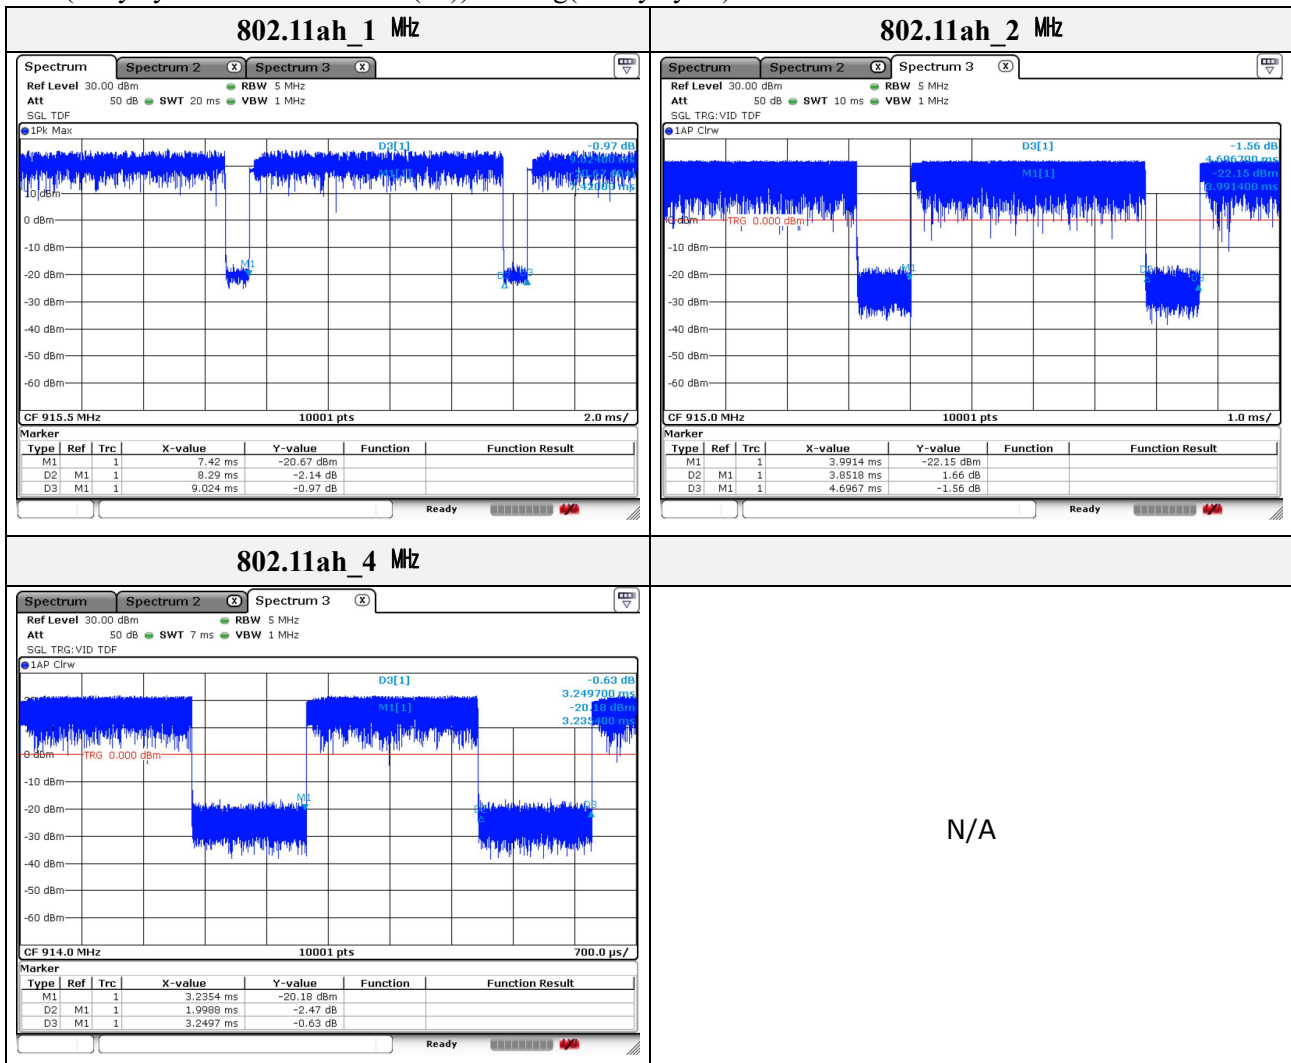 802.11ah_1 MHz
802.11ah_2 MHz
Spectrum Spectrum 2 X Spectrum 3 X
Ref Level 30.00 dBm RBW 5 MHz
Att 50 dB SWT 20 ms VBW 1 MHz
SGL TDF
1Pk Max
D3[1] -0.97 dB
M1[1]
10 dBm
0 dBm
-10 dBm
M1
-20 dBm
-30 dBm
-40 dBm
-50 dBm
-60 dBm
CF 915.5 MHz 10001 pts 2.0 ms/
Marker
Type Ref Trc X-value Y-value Function Function Result
M1 1 7.42 ms -20.67 dBm
D2 M1 1 8.29 ms -2.14 dB
D3 M1 1 9.024 ms -0.97 dB
Ready
Spectrum Spectrum 2 X Spectrum 3 X
Ref Level 30.00 dBm RBW 5 MHz
Att 50 dB SWT 10 ms VBW 1 MHz
SGL TRG:VID TDF
1AP Clrw
D3[1] -1.56 dB
4.696700 ms
M1[1] -22.15 dBm
3.991400 ms
TRG 0.000 dBm
-10 dBm
M1
-20 dBm
-30 dBm
-40 dBm
-50 dBm
-60 dBm
CF 915.0 MHz 10001 pts 1.0 ms/
Marker
Type Ref Trc X-value Y-value Function Function Result
M1 1 3.9914 ms -22.15 dBm
D2 M1 1 3.8518 ms 1.66 dB
D3 M1 1 4.6967 ms -1.56 dB
Ready
802.11ah_4 MHz
Spectrum Spectrum 2 X Spectrum 3 X
Ref Level 30.00 dBm RBW 5 MHz
Att 50 dB SWT 7 ms VBW 1 MHz
SGL TRG:VID TDF
1AP Clrw
D3[1] -0.63 dB
3.249700 ms
M1[1] -20.18 dBm
3.235400 ms
0 dBm TRG 0.000 dBm
-10 dBm
M1
-20 dBm
-30 dBm
-40 dBm
-50 dBm
-60 dBm
CF 914.0 MHz 10001 pts 700.0 µs/
Marker
Type Ref Trc X-value Y-value Function Function Result
M1 1 3.2354 ms -20.18 dBm
D2 M1 1 1.9988 ms -2.47 dB
D3 M1 1 3.2497 ms -0.63 dB
Ready
N/A